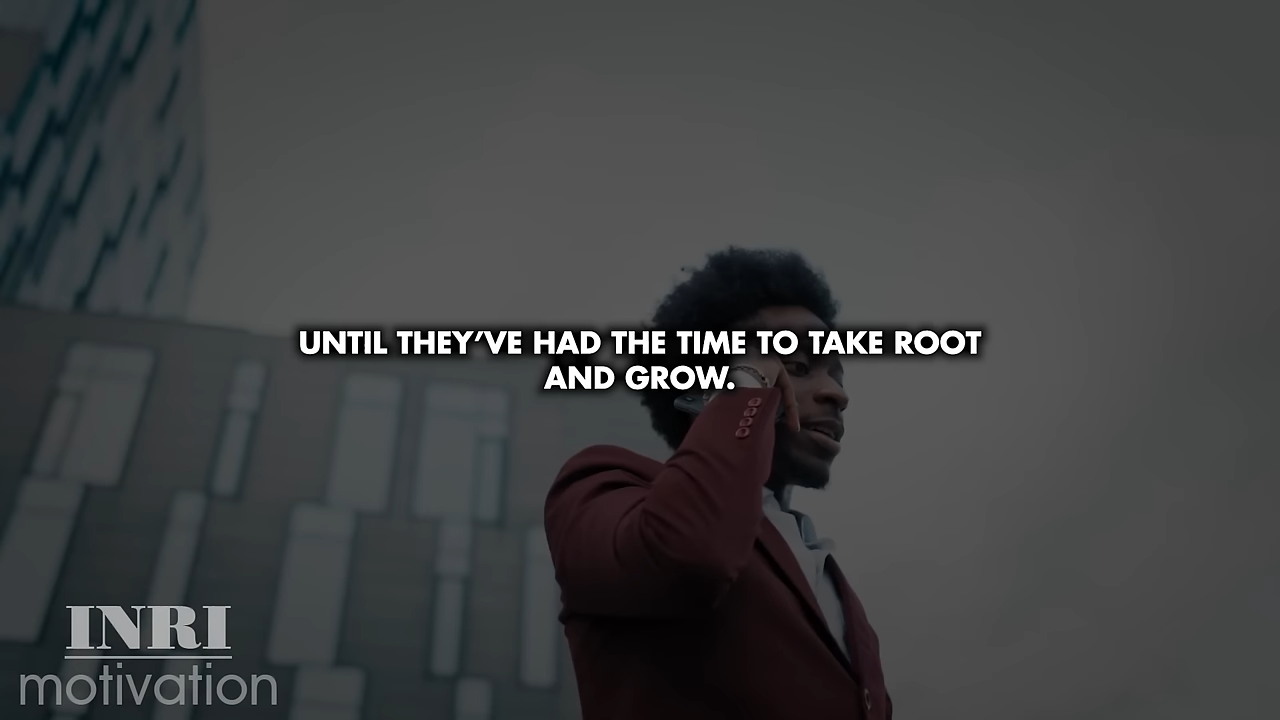 UNTIL THEY’VE HAD THE TIME TO TAKE ROOT
AND GROW.
INRI
motivation